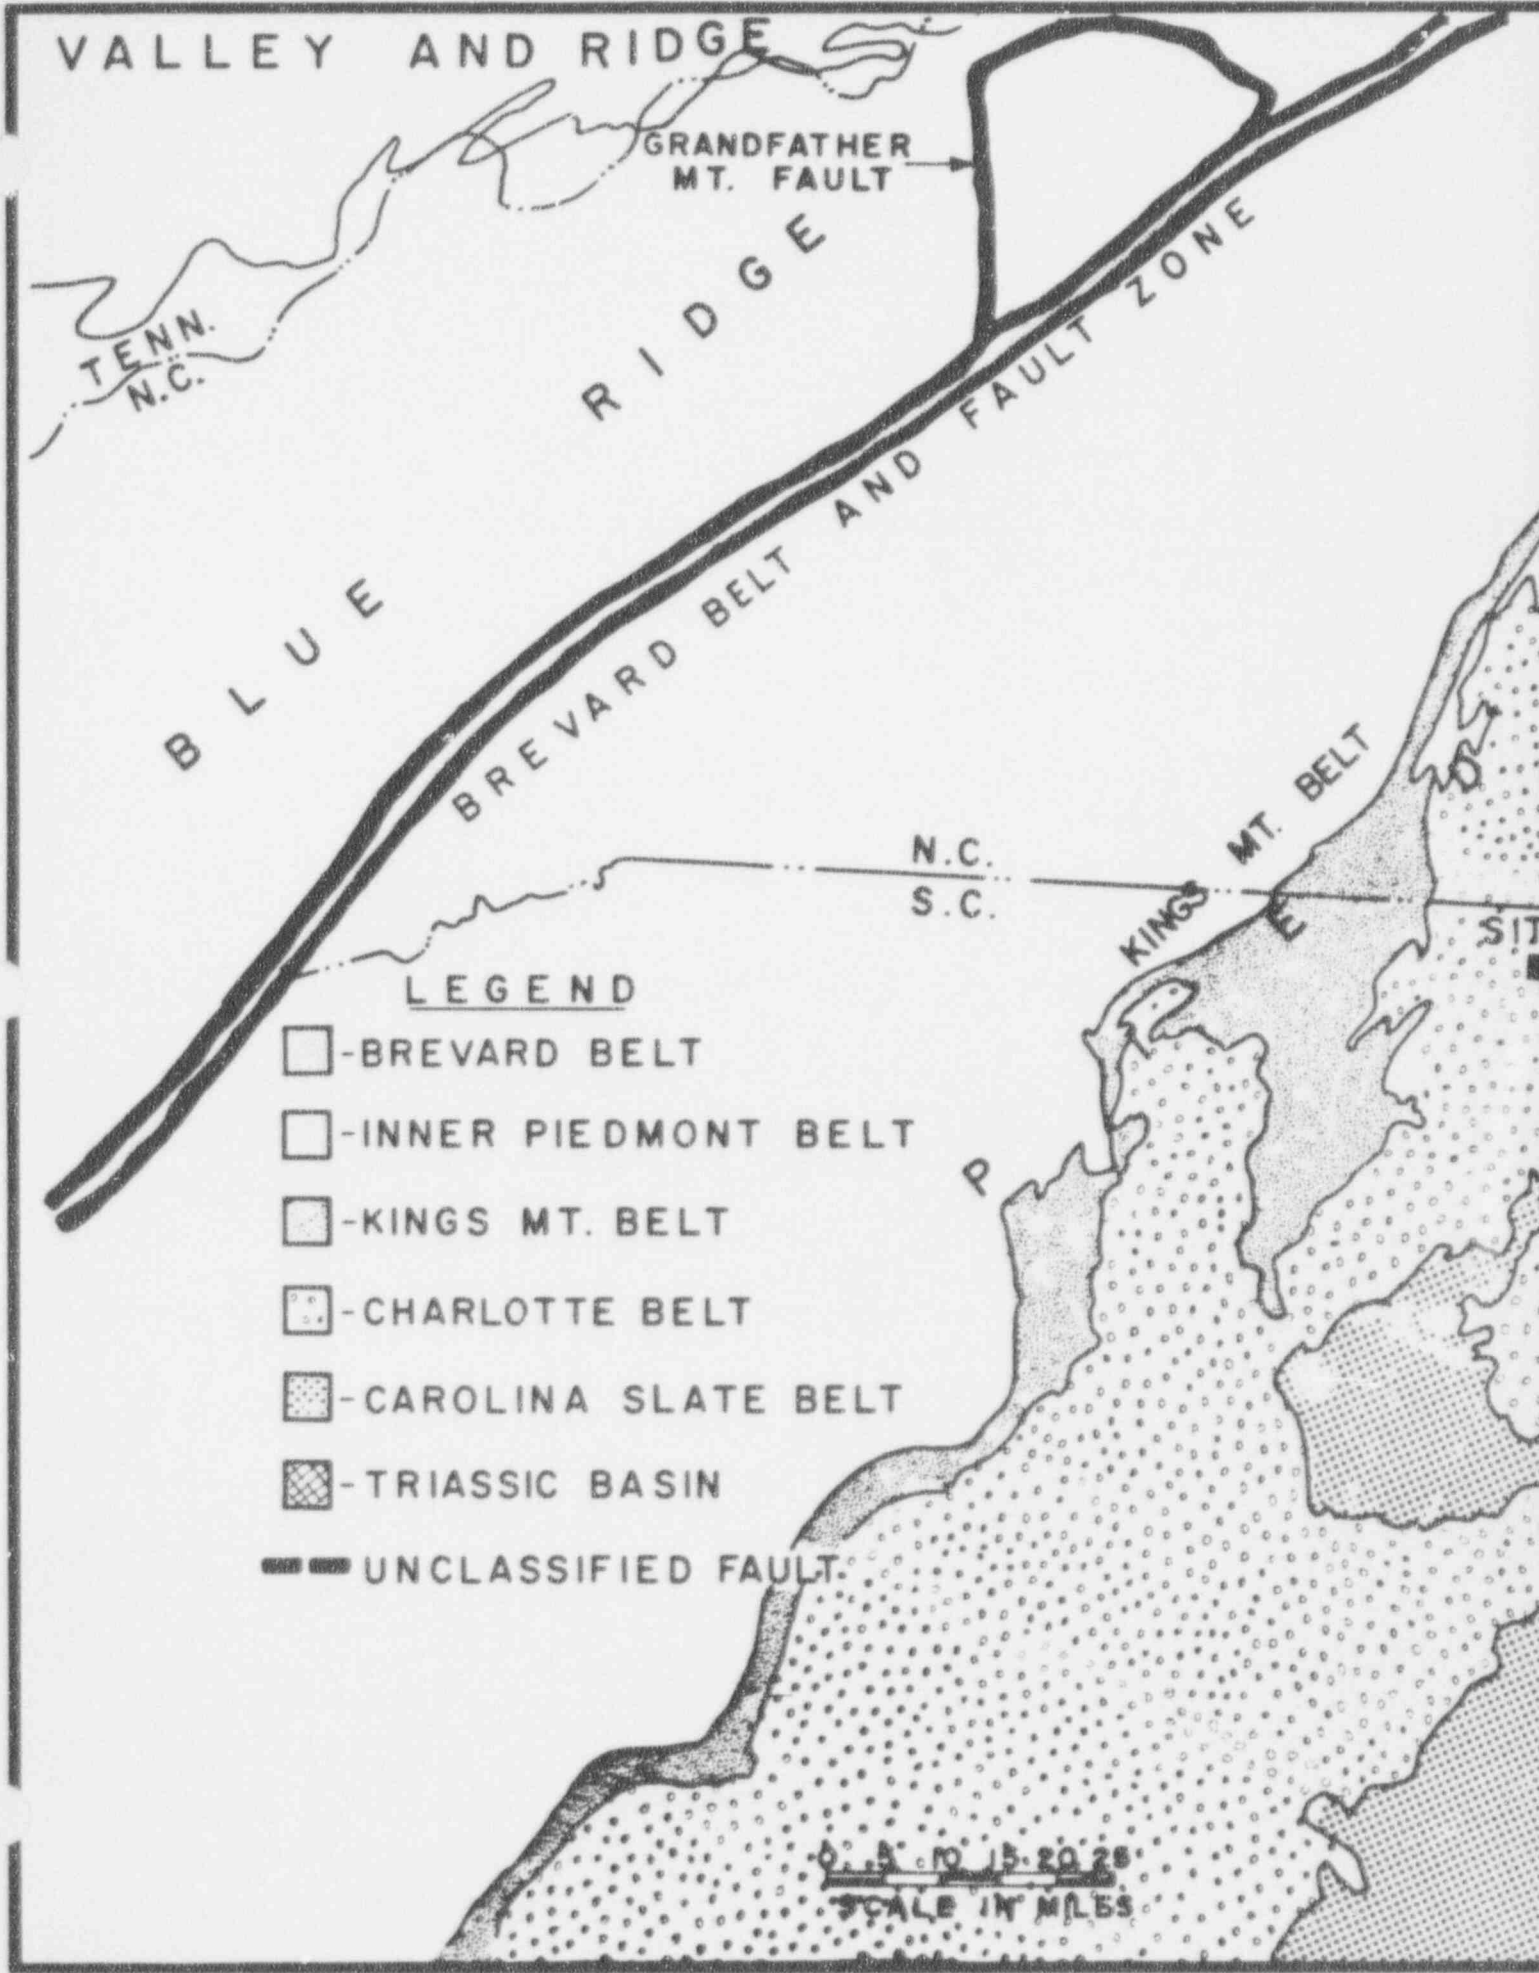 VALLEY AND RIDGE
GRANDFATHER
MT. FAULT
BLUE RIDGE
TENN.
N.C.
BREVARD BELT AND FAULT ZONE
KINGS MT. BELT
N.C.
S.C.
P
E
D
LEGEND
-BREVARD BELT
-INNER PIEDMONT BELT
-KINGS MT. BELT
-CHARLOTTE BELT
-CAROLINA SLATE BELT
-TRIASSIC BASIN
UNCLASSIFIED FAULT
0 5 10 15 20 25
SCALE IN MILES